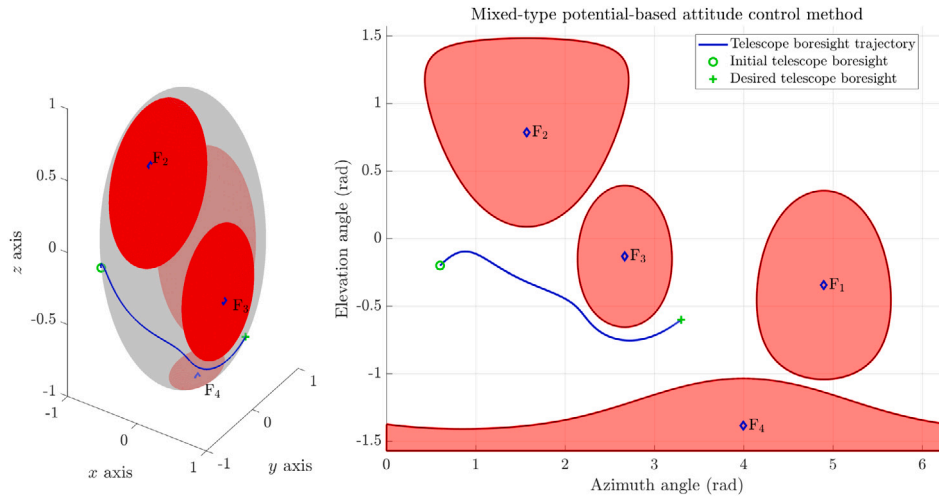 Mixed-type potential-based attitude control method
Telescope boresight trajectory
Initial telescope boresight
Desired telescope boresight
1
0.5
0
-0.5
-1
z axis
-1
0
1
x axis
-1
0
1
y axis
F2
F3
F4
1.5
1
0.5
0
-0.5
-1
-1.5
Elevation angle (rad)
F2
F3
F1
F4
0 1 2 3 4 5 6
Azimuth angle (rad)